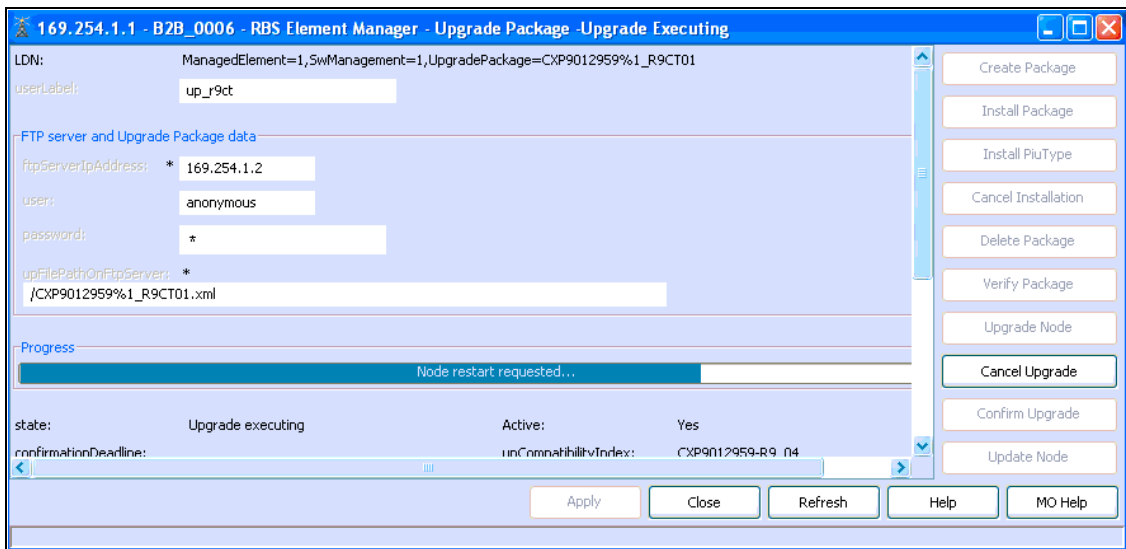 169.254.1.1 - B2B_0006 - RBS Element Manager - Upgrade Package -Upgrade Executing
LDN: ManagedElement=1,SwManagement=1,UpgradePackage=CXP9012959%1_R9CT01
userLabel: up_r9ct
FTP server and Upgrade Package data
ftpServerIpAddress: * 169.254.1.2
user: anonymous
password: *
upFilePathOnFtpServer: *
/CXP9012959%1_R9CT01.xml
Progress
Node restart requested...
state: Upgrade executing Active: Yes
confirmationDeadline: upCompatibilityIndex: CXP9012959-R9_04
Create Package
Install Package
Install PiuType
Cancel Installation
Delete Package
Verify Package
Upgrade Node
Cancel Upgrade
Confirm Upgrade
Update Node
Apply Close Refresh Help MO Help